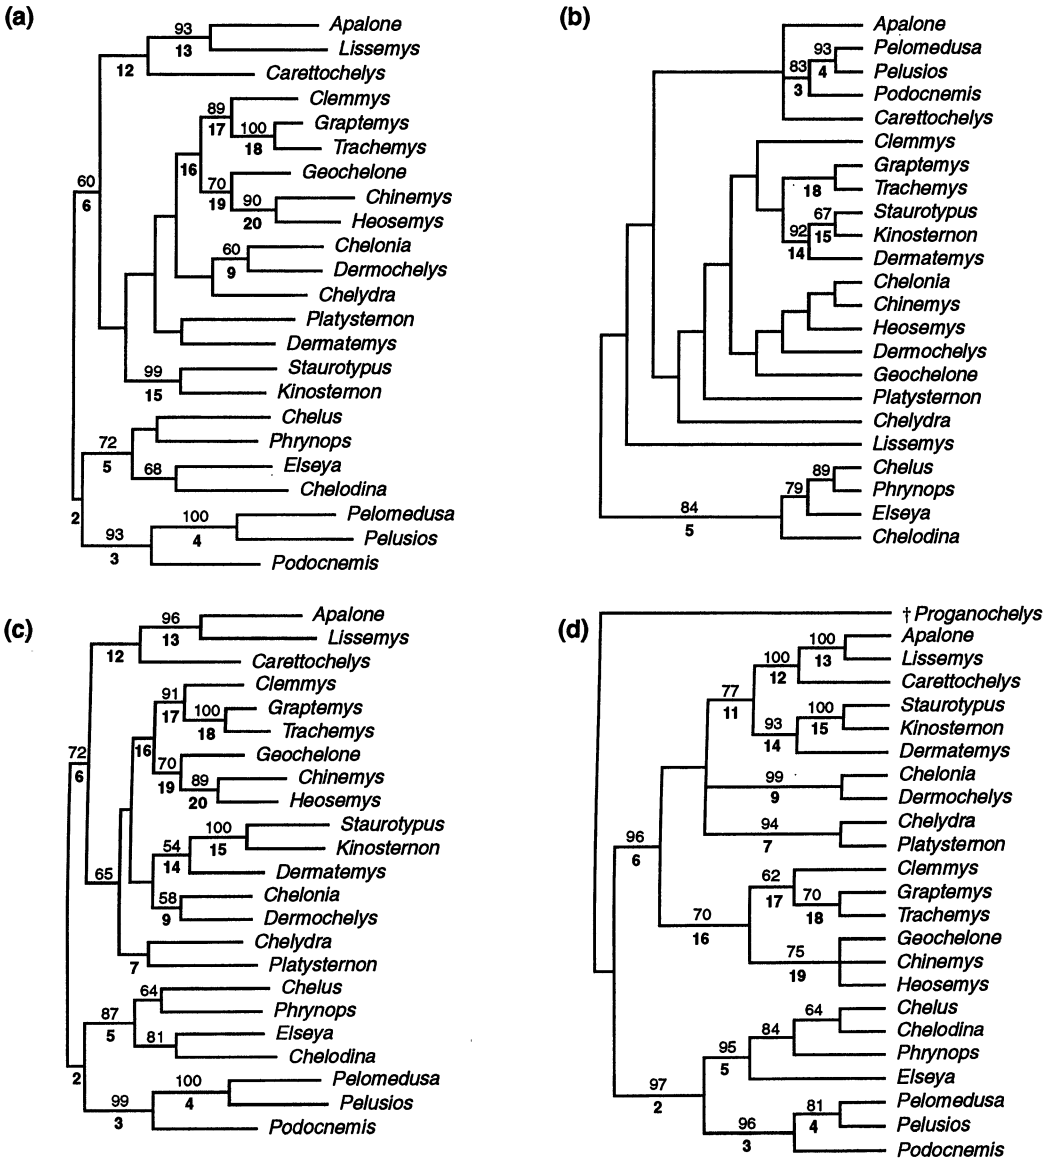 (a)
93
Apalone
13
Lissemys
12
Carettochelys
Clemmys
89
17
Graptemys
100
18
Trachemys
16
Geochelone
70
19
Chinemys
90
20
Heosemys
60
6
Chelonia
60
9
Dermochelys
Chelydra
Platysternon
Dermatemys
Staurotypus
99
15
Kinosternon
Chelus
Phrynops
72
5
Elseya
68
Chelodina
2
Pelomedusa
100
4
Pelusios
93
3
Podocnemis
(b)
Apalone
93
Pelomedusa
83
4
Pelusios
3
Podocnemis
Carettochelys
Clemmys
Graptemys
18
Trachemys
67
Staurotypus
92
15
Kinosternon
14
Dermatemys
Chelonia
Chinemys
Heosemys
Dermochelys
Geochelone
Platysternon
Chelydra
Lissemys
89
Chelus
79
Phrynops
84
5
Elseya
Chelodina
(c)
96
Apalone
13
Lissemys
12
Carettochelys
Clemmys
91
17
Graptemys
100
18
Trachemys
16
Geochelone
70
19
Chinemys
89
20
Heosemys
72
6
Staurotypus
100
15
Kinosternon
54
14
Dermatemys
65
Chelonia
58
9
Dermochelys
Chelydra
7
Platysternon
Chelus
64
Phrynops
87
5
Elseya
81
Chelodina
2
Pelomedusa
100
4
Pelusios
99
3
Podocnemis
(d)
† Proganochelys
Apalone
100
13
Lissemys
100
12
Carettochelys
77
11
Staurotypus
100
15
Kinosternon
93
14
Dermatemys
Chelonia
99
9
Dermochelys
Chelydra
94
7
Platysternon
96
6
Clemmys
62
17
Graptemys
70
18
Trachemys
70
16
Geochelone
75
19
Chinemys
Heosemys
Chelus
64
Chelodina
84
Phrynops
95
5
Elseya
97
2
Pelomedusa
81
4
Pelusios
96
3
Podocnemis